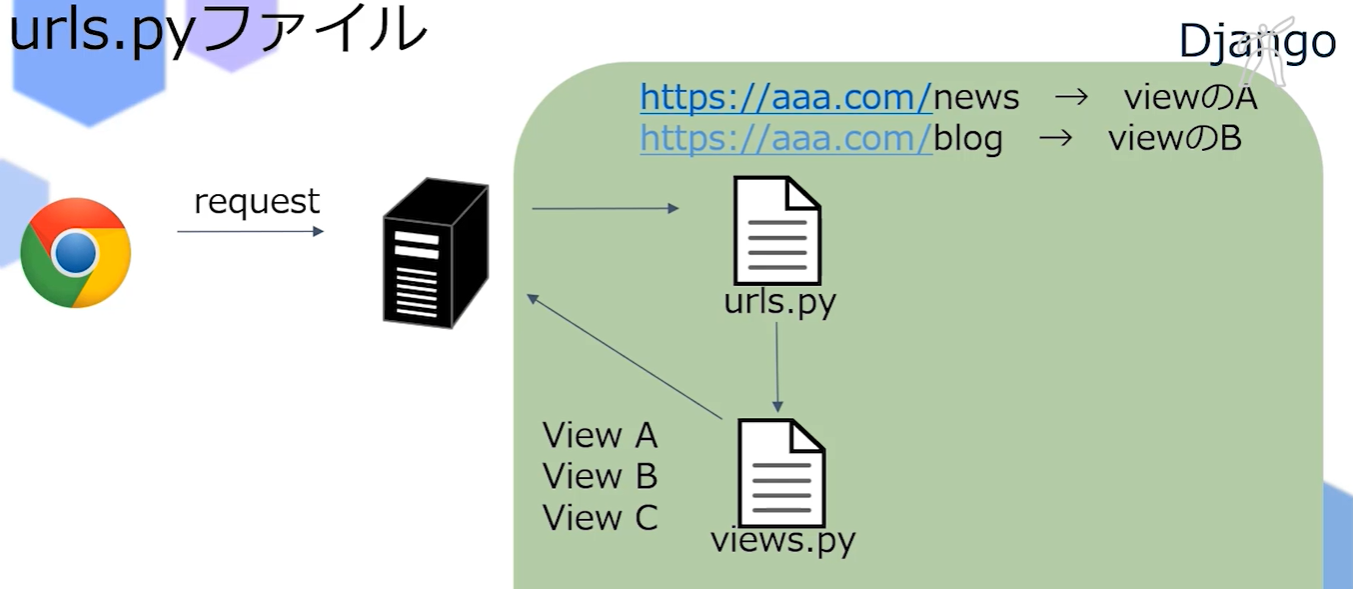 urls.pyファイル
Django
https://aaa.com/news → viewのA
https://aaa.com/blog → viewのB
request
urls.py
View A
View B
View C
views.py